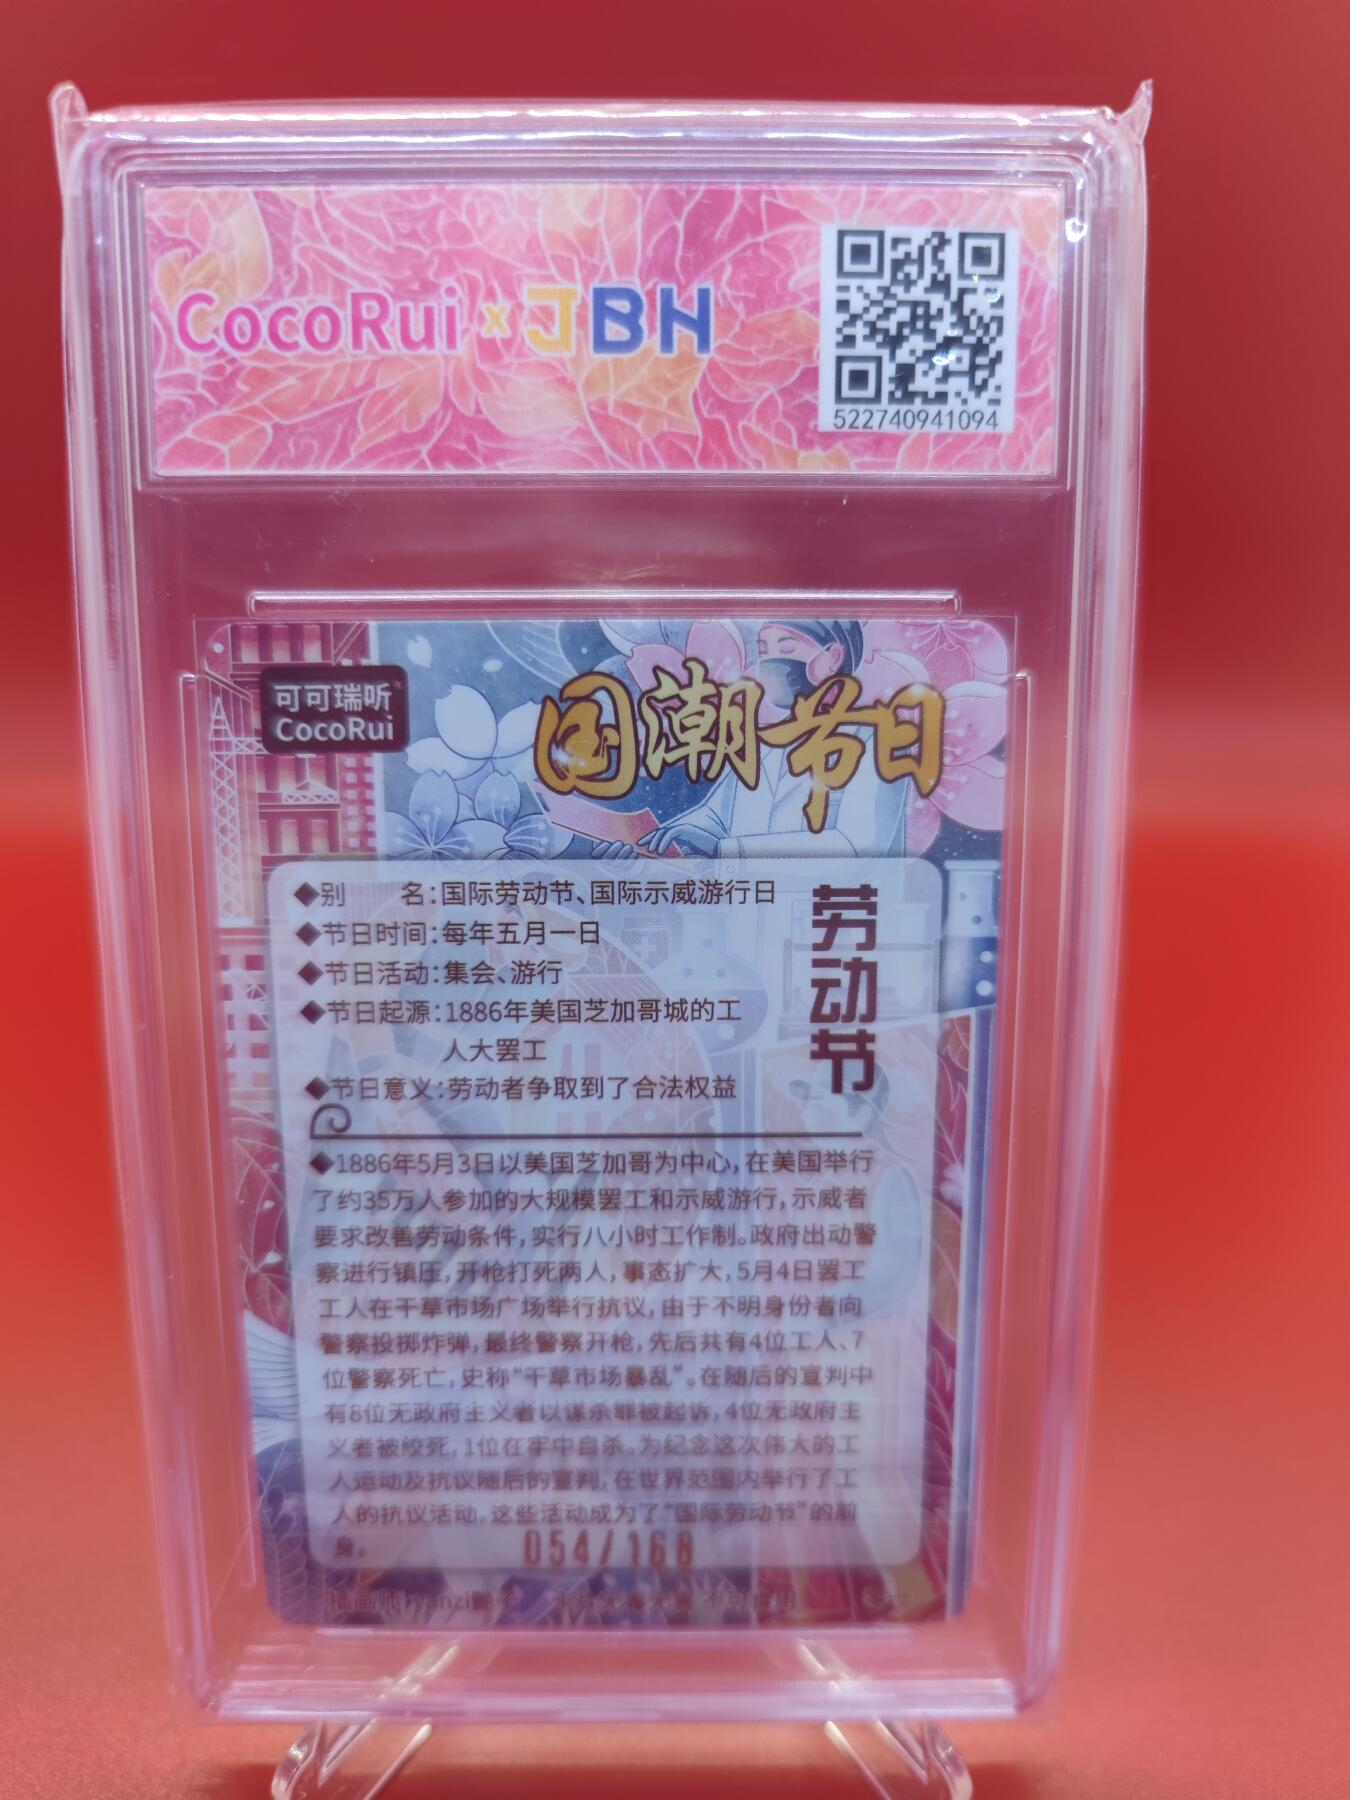 CocoRui x JBH
522740941094
可可瑞听
CocoRui
国潮节日
劳动节
◆别　　名：国际劳动节、国际示威游行日
◆节日时间：每年五月一日
◆节日活动：集会、游行
◆节日起源：1886年美国芝加哥城的工
人大罢工
◆节日意义：劳动者争取到了合法权益
◆1886年5月3日以美国芝加哥为中心，在美国举行
了约35万人参加的大规模罢工和示威游行，示威者
要求改善劳动条件，实行八小时工作制。政府出动警
察进行镇压，开枪打死两人，事态扩大，5月4日罢工
工人在干草市场广场举行抗议，由于不明身份者向
警察投掷炸弹，最终警察开枪，先后共有4位工人、7
位警察死亡，史称“干草市场暴乱”。在随后的宣判中
有8位无政府主义者以谋杀罪被起诉，4位无政府主
义者被绞死，1位在牢中自杀。为纪念这次伟大的工
人运动及抗议随后的宣判，在世界范围内举行了工
人的抗议活动。这些活动成为了“国际劳动节”的前
身。
054/168
插画师：yanzi 不可食用